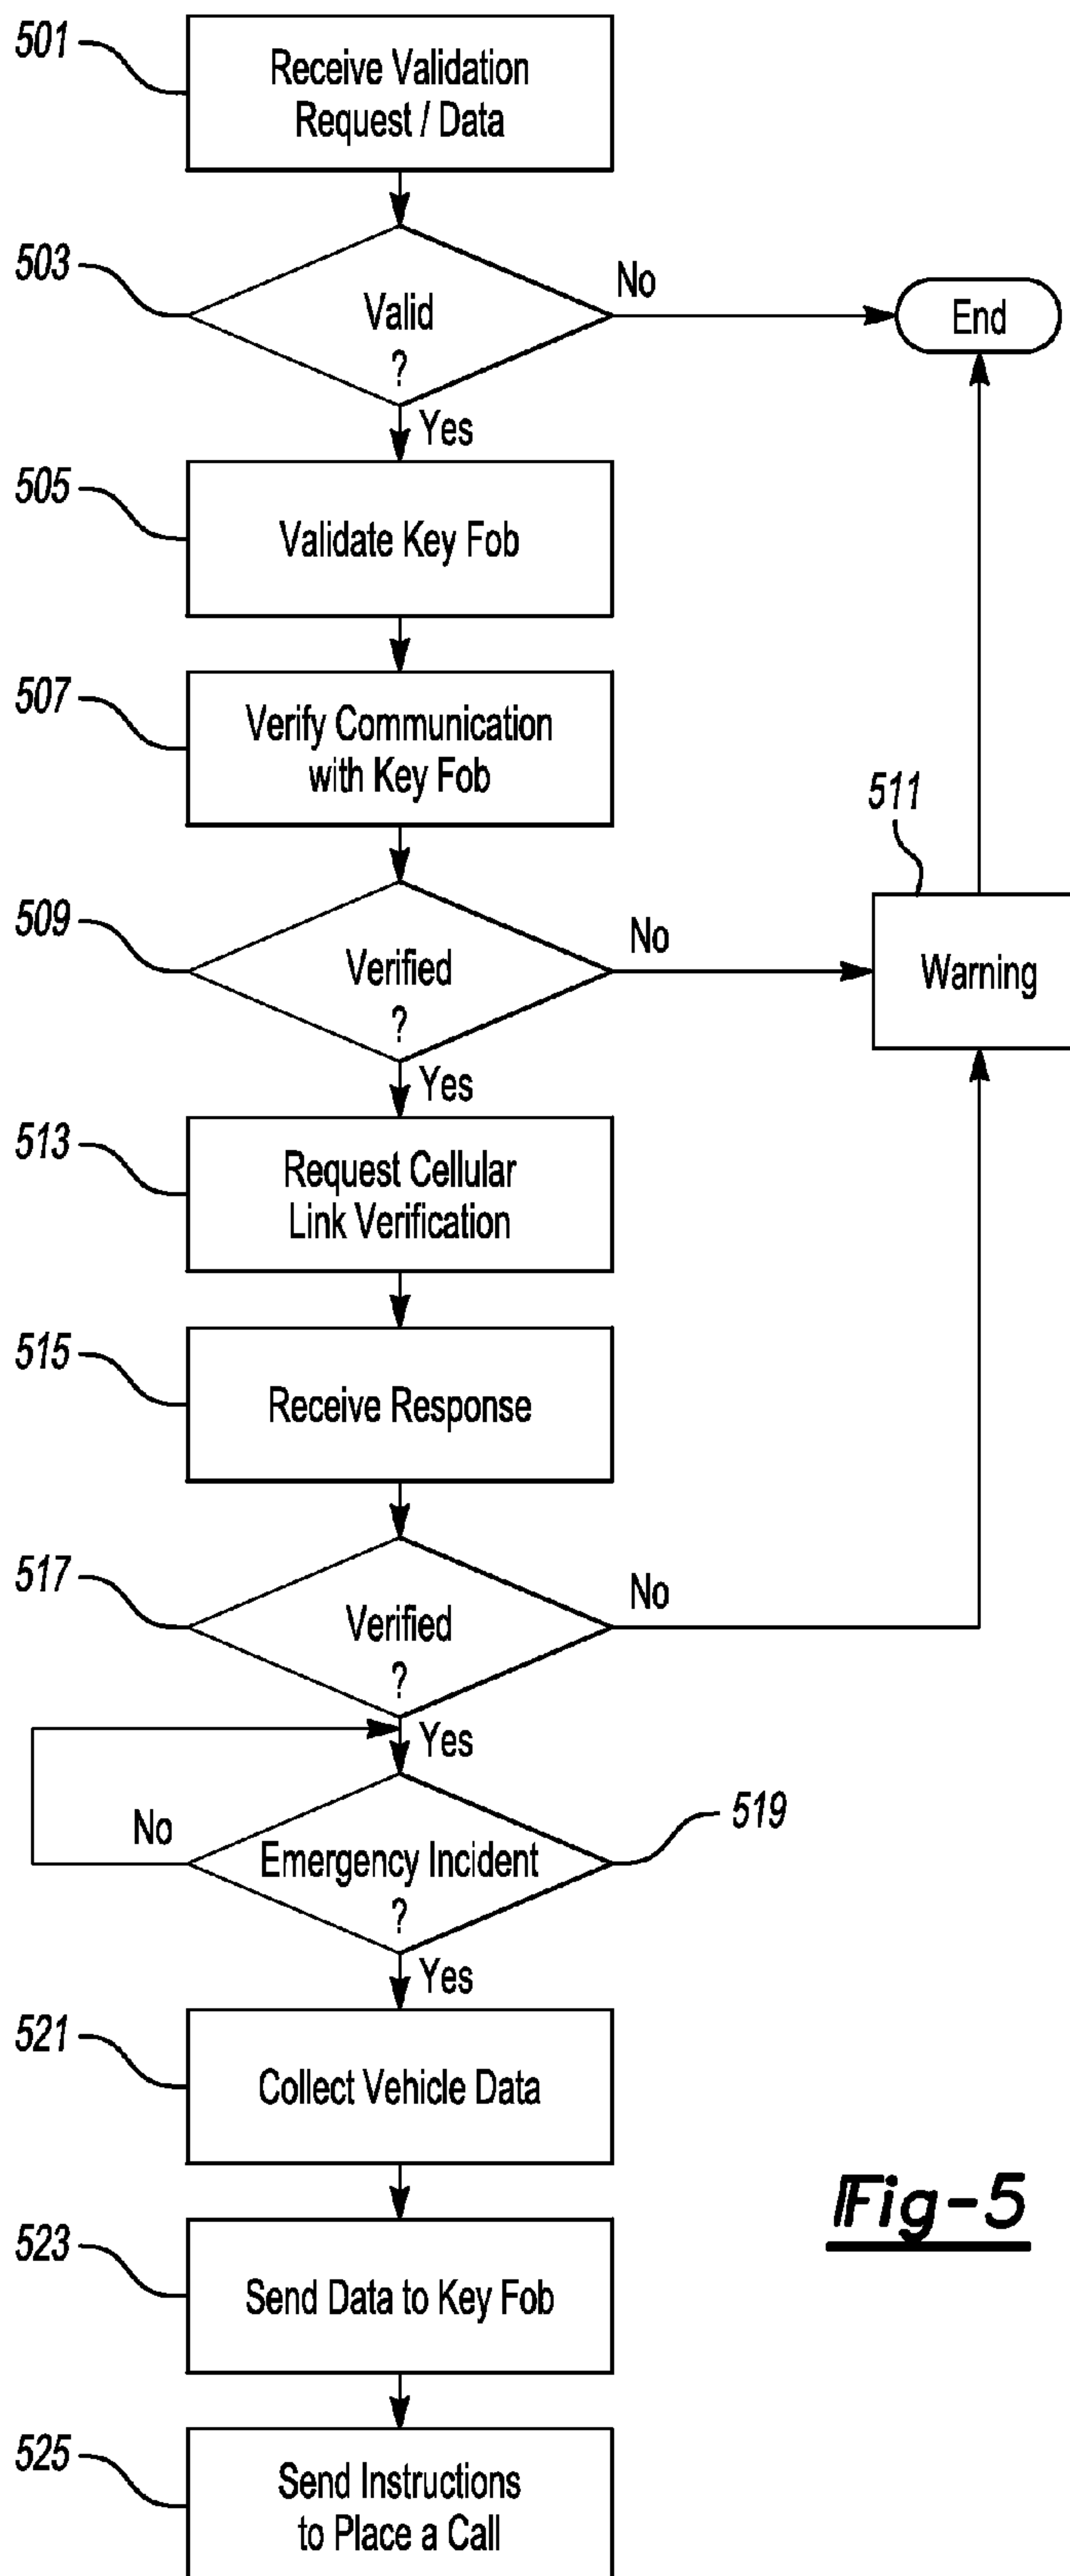 501
Receive Validation
Request / Data
503
Valid
?
No
End
Yes
505
Validate Key Fob
507
Verify Communication
with Key Fob
511
509
Verified
?
No
Warning
Yes
513
Request Cellular
Link Verification
515
Receive Response
517
Verified
?
No
Yes
No
Emergency Incident
?
519
Yes
521
Collect Vehicle Data
Fig-5
523
Send Data to Key Fob
525
Send Instructions
to Place a Call